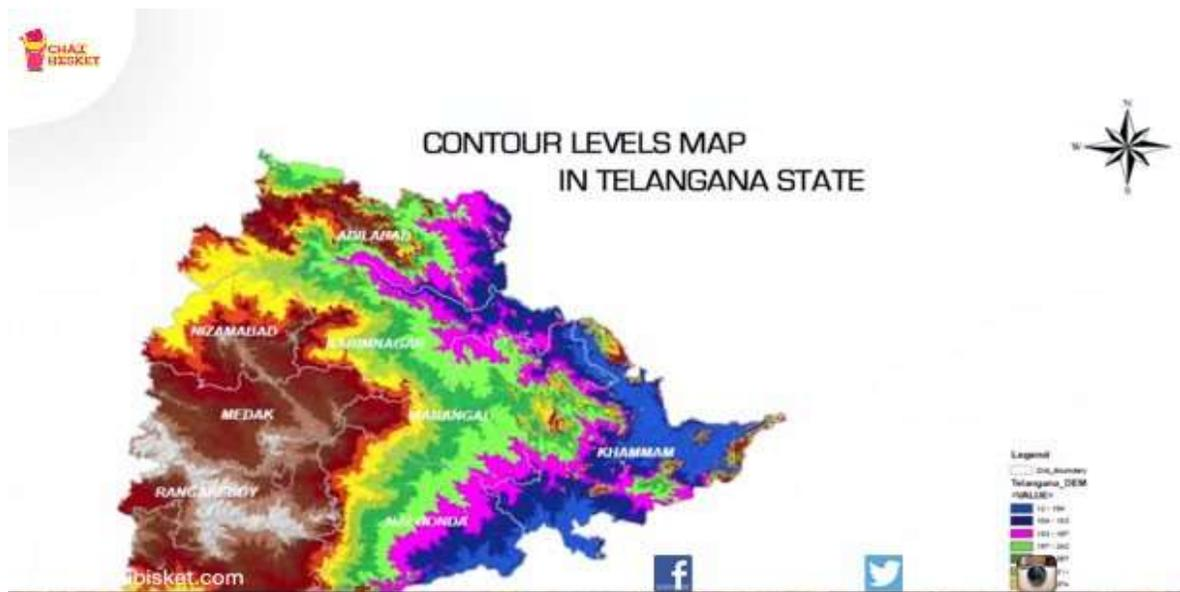 CHAI
BISKET
CONTOUR LEVELS MAP
IN TELANGANA STATE
N
W
S
ADILABAD
NIZAMABAD
KARIMNAGAR
MEDAK
WARANGAL
KHAMMAM
RANGAREDDY
NALGONDA
bisket.com
f
Legend
Telangana_DEM
<VALUE>